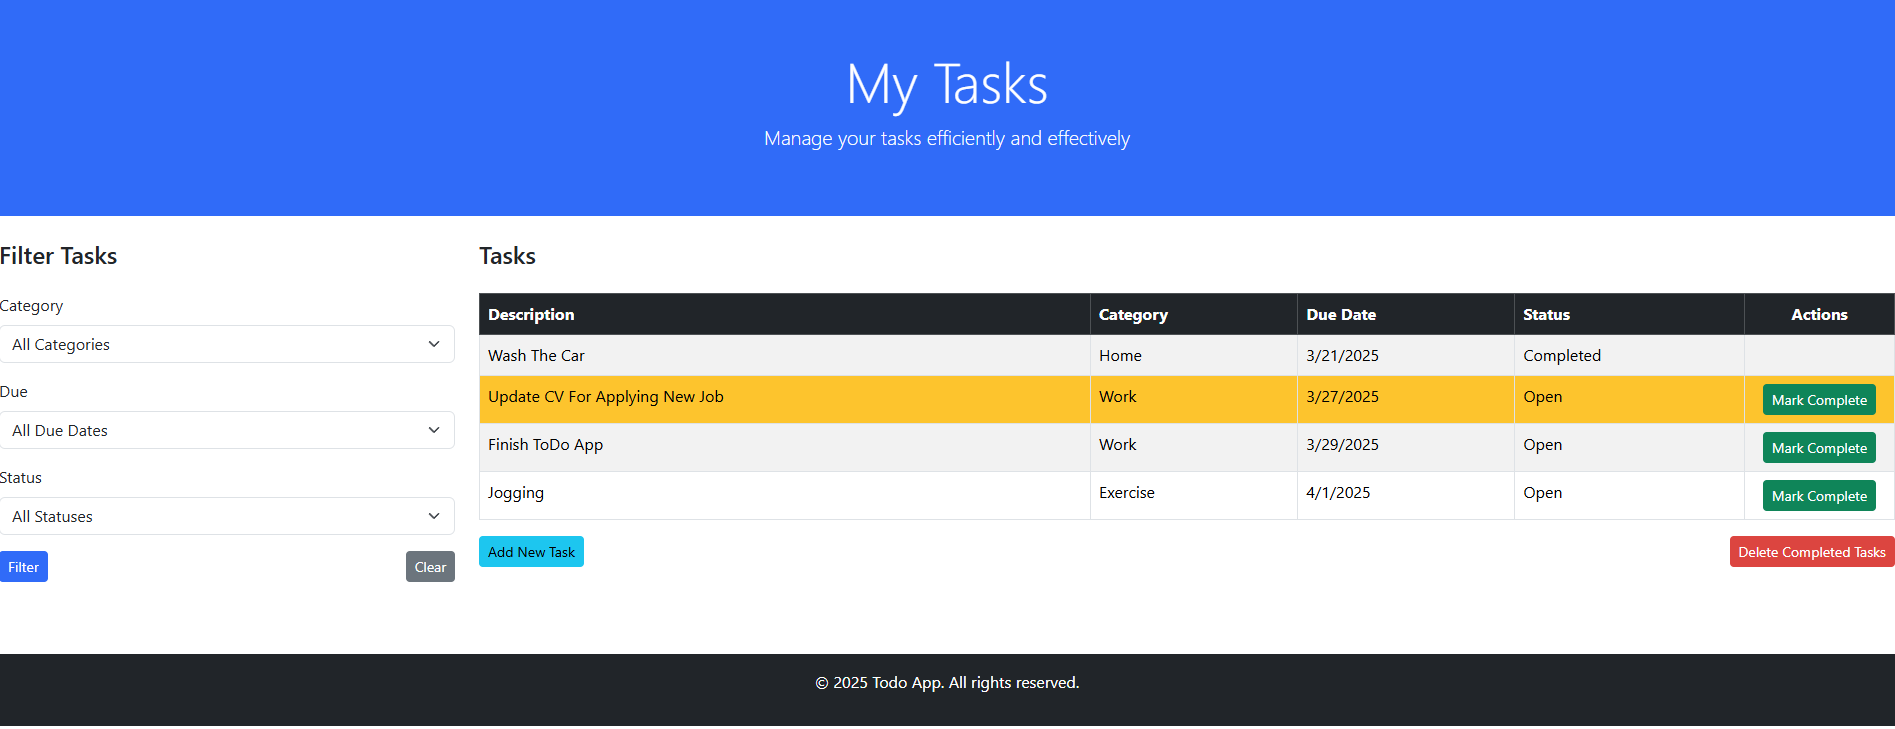 My Tasks
Manage your tasks efficiently and effectively
Filter Tasks
Category
All Categories
Due
All Due Dates
Status
All Statuses
Filter Clear
Tasks
Description Category Due Date Status Actions
Wash The Car Home 3/21/2025 Completed
Update CV For Applying New Job Work 3/27/2025 Open Mark Complete
Finish ToDo App Work 3/29/2025 Open Mark Complete
Jogging Exercise 4/1/2025 Open Mark Complete
Add New Task Delete Completed Tasks
© 2025 Todo App. All rights reserved.